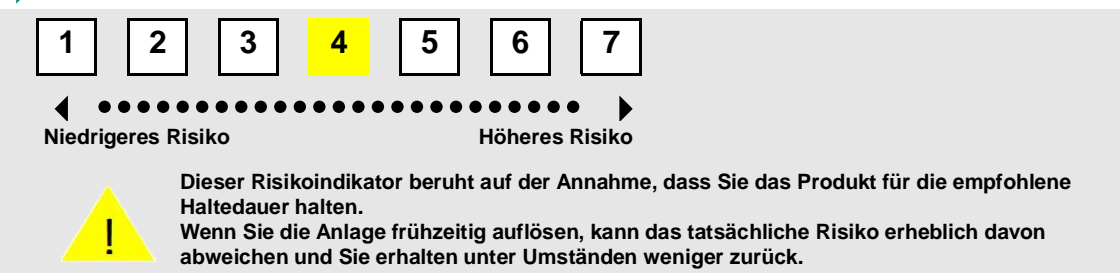 1 2 3 4 5 6 7
Niedrigeres Risiko Höheres Risiko
Dieser Risikoindikator beruht auf der Annahme, dass Sie das Produkt für die empfohlene
Haltedauer halten.
!
Wenn Sie die Anlage frühzeitig auflösen, kann das tatsächliche Risiko erheblich davon
abweichen und Sie erhalten unter Umständen weniger zurück.